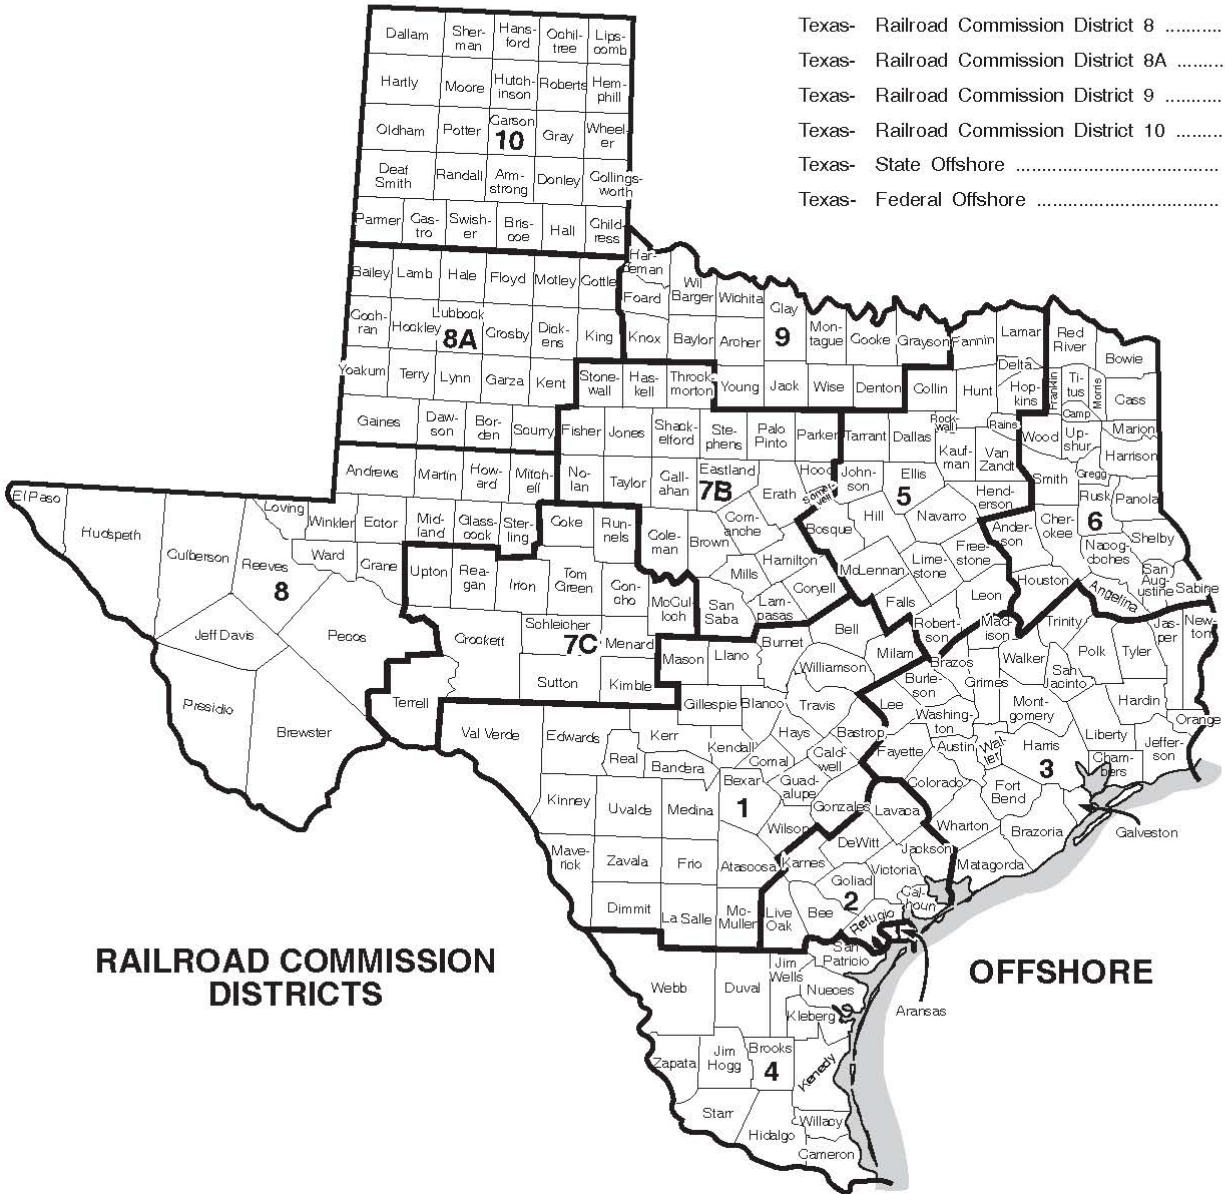 Texas- Railroad Commission District 8 ...........
Texas- Railroad Commission District 8A .........
Texas- Railroad Commission District 9 ...........
Texas- Railroad Commission District 10 .........
Texas- State Offshore ........................................
Texas- Federal Offshore ....................................
Dallam
Sher-
man
Hans-
ford
Ochil-
tree
Lips-
comb
Hartly
Moore
Hutch-
inson
Roberts
Hem-
phill
Oldham
Potter
Carson
10
Gray
Wheel-
er
Deaf
Smith
Randall
Arm-
strong
Donley
Collings-
worth
Parmer
Cas-
tro
Swish-
er
Bris-
coe
Hall
Child-
ress
Bailey
Lamb
Hale
Floyd
Motley
Cottle
Har-
deman
Foard
Wil
Barger
Wichita
Clay
Coch-
ran
Hockley
Lubbock
8A
Crosby
Dick-
ens
King
Knox
Baylor
Archer
9
Mon-
tague
Cooke
Grayson
Fannin
Lamar
Red
River
Bowie
Yoakum
Terry
Lynn
Garza
Kent
Stone-
wall
Has-
kell
Throck
morton
Young
Jack
Wise
Denton
Collin
Hunt
Delta
Hop-
kins
Franklin
Ti-
tus
Morris
Cass
Camp
Gaines
Daw-
son
Bor-
den
Scurry
Fisher
Jones
Shack-
elford
Ste-
phens
Palo
Pinto
Parker
Tarrant
Dallas
Rock-
wall
Rains
Wood
Up-
shur
Marion
Harrison
Andrews
Martin
How-
ard
Mitch-
ell
No-
lan
Taylor
Call-
ahan
Eastland
7B
Erath
Hood
Somer-
vell
John-
son
Ellis
5
Kauf-
man
Van
Zandt
Hend-
erson
Smith
Gregg
Rusk
Panola
6
El Paso
Hudspeth
Culberson
Loving
Winkler
Ector
Mid-
land
Glass-
cock
Ster-
ling
Coke
Run-
nels
Cole-
man
Brown
Com-
anche
Bosque
Hill
Navarro
Ander-
son
Cher-
okee
Nacog-
doches
Shelby
Reeves
Ward
Crane
8
Upton
Rea-
gan
Irion
Tom
Green
Con-
cho
McCul-
loch
Mills
Hamilton
Coryell
McLennan
Lime-
stone
Free-
stone
Houston
Angelina
San
Aug-
ustine
Sabine
Jeff Davis
Pecos
Crockett
Schleicher
7C
Menard
San
Saba
Lam-
pasas
Falls
Leon
Robert-
son
Mad-
ison
Trinity
Jas-
per
New-
ton
Mason
Llano
Burnet
Bell
Milam
Brazos
Walker
Polk
Tyler
Presidio
Brewster
Terrell
Sutton
Kimble
Gillespie
Blanco
Williamson
Travis
Burle-
son
Grimes
San
Jacinto
Hardin
Lee
Washing-
ton
Mont-
gomery
Liberty
Orange
Val Verde
Edwards
Kerr
Real
Bandera
Kendall
Hays
Comal
Bastrop
Cald-
well
Fayette
Austin
Wal-
ler
Harris
3
Cham-
bers
Jeffer-
son
Kinney
Uvalde
Medina
Bexar
1
Guad-
alupe
Gonzales
Wilson
Lavaca
Colorado
Fort
Bend
Wharton
Brazoria
Galveston
Mave-
rick
Zavala
Frio
Atascosa
Karnes
DeWitt
Jackson
Matagorda
Dimmit
La Salle
Mc-
Mullen
Live
Oak
Bee
Goliad
2
Victoria
Cal-
houn
Refugio
RAILROAD COMMISSION
DISTRICTS
OFFSHORE
Webb
Duval
Jim
Wells
San
Patricio
Nueces
Kleberg
Aransas
Zapata
Jim
Hogg
Brooks
4
Kenedy
Starr
Hidalgo
Willacy
Cameron